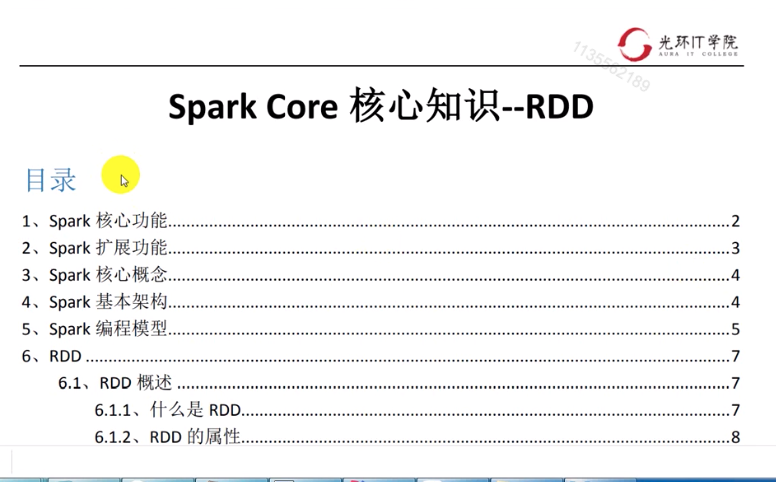 光环IT学院
AURA IT COLLEGE
1135562189
Spark Core 核心知识--RDD
目录
1、Spark 核心功能........2
2、Spark 扩展功能........3
3、Spark 核心概念........4
4、Spark 基本架构........4
5、Spark 编程模型........5
6、RDD ........7
6.1、RDD 概述 ........7
6.1.1、什么是 RDD........7
6.1.2、RDD 的属性........8